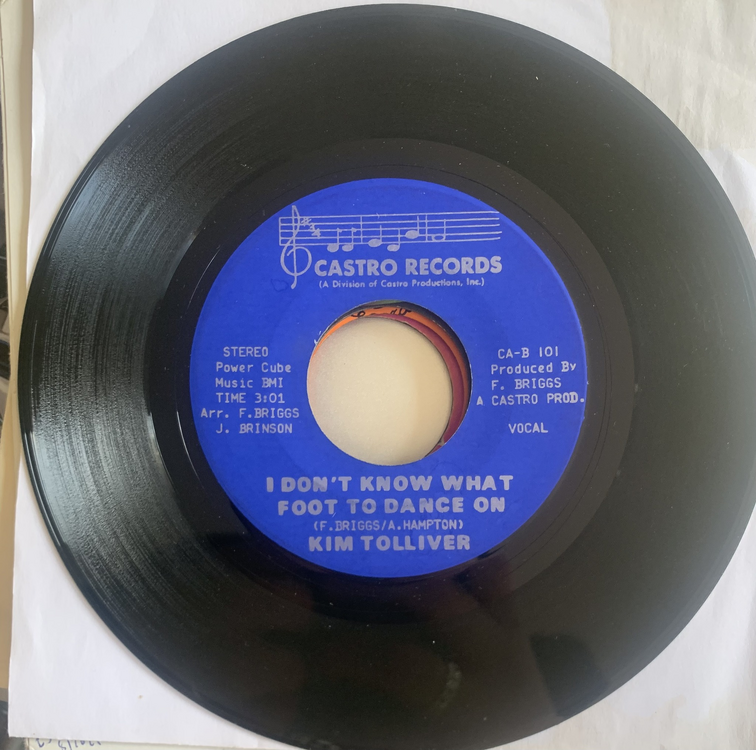 CASTRO RECORDS
(A Division of Castro Productions, Inc.)
STEREO
Power Cube
Music BMI
TIME 3:01
Arr. F.BRIGGS
J. BRINSON
CA-B 101
Produced By
F. BRIGGS
A CASTRO PROD.
VOCAL
I DON'T KNOW WHAT
FOOT TO DANCE ON
(F.BRIGGS/A.HAMPTON)
KIM TOLLIVER